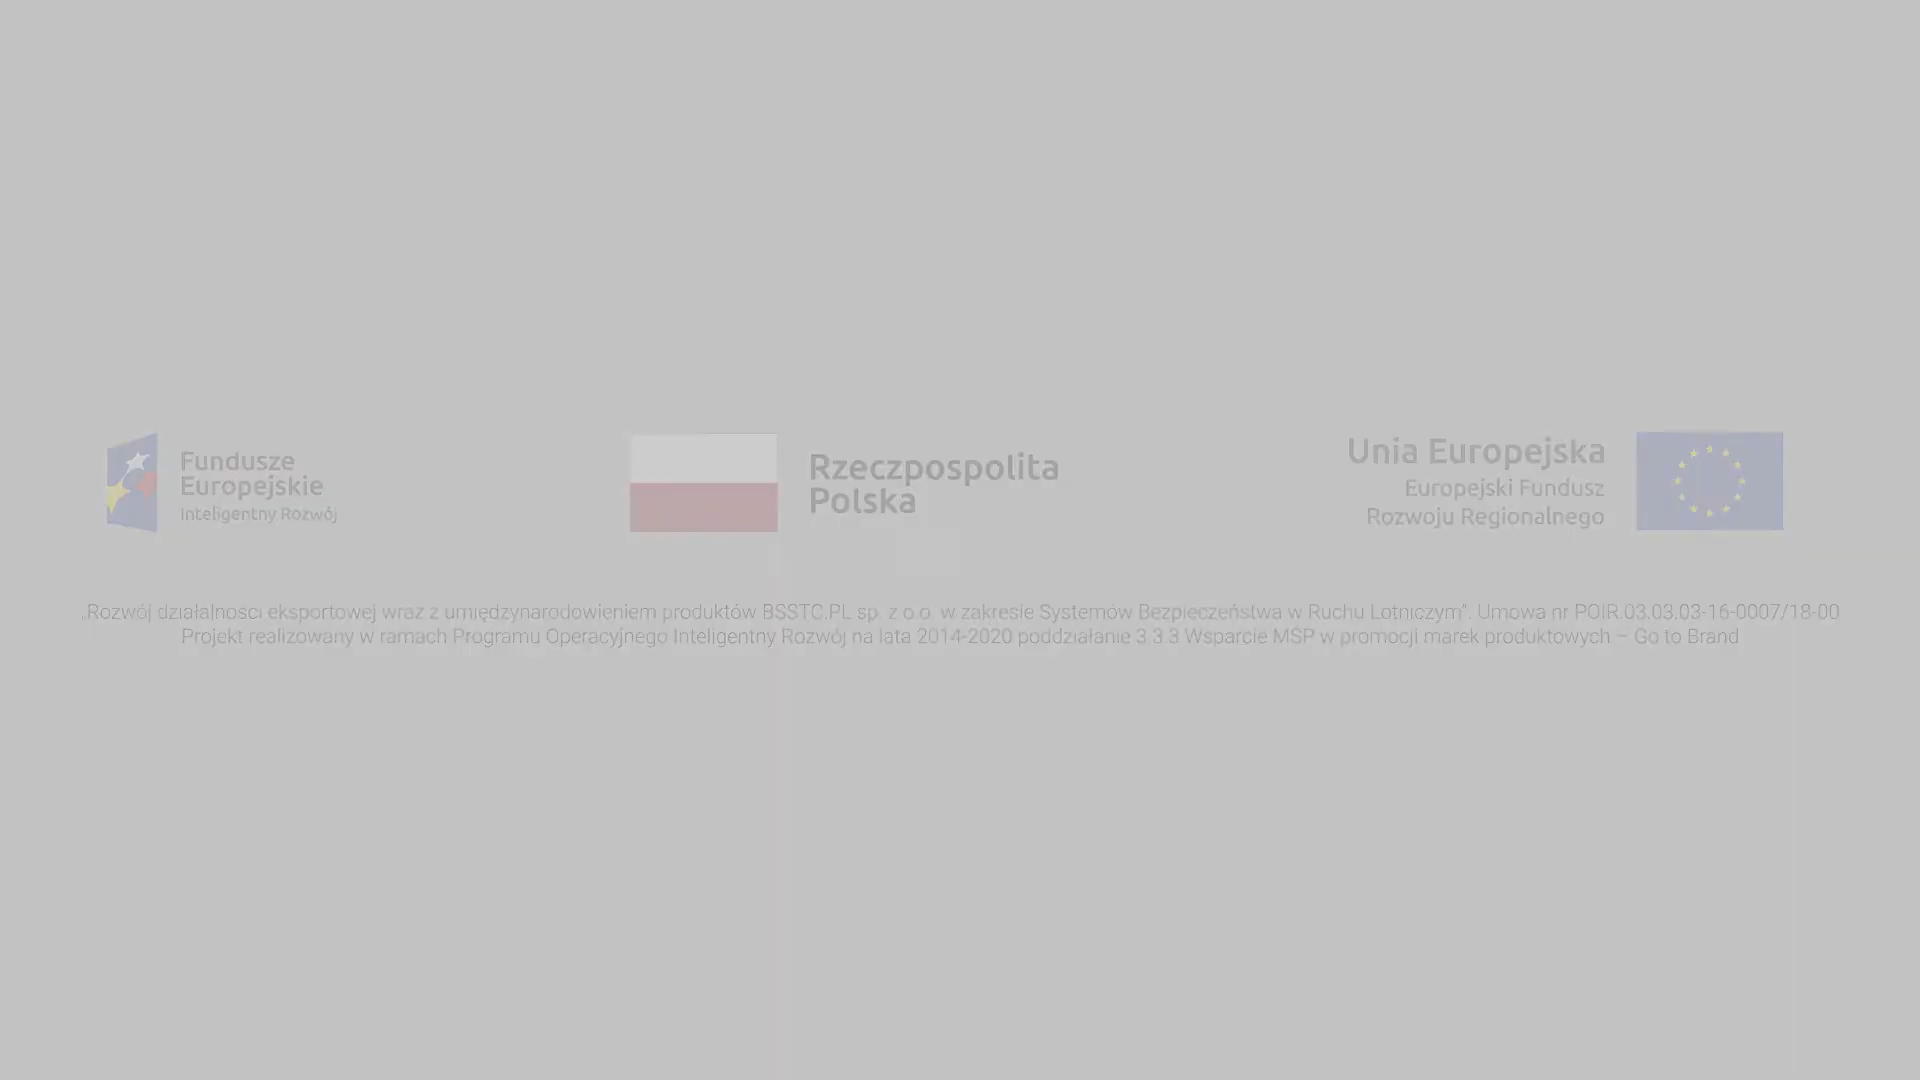 Fundusze
Europejskie
Inteligentny Rozwój
Rzeczpospolita
Polska
Unia Europejska
Europejski Fundusz
Rozwoju Regionalnego
„Rozwój działalności eksportowej wraz z umiędzynarodowieniem produktów BSSTC.PL sp. z o.o. w zakresie Systemów Bezpieczeństwa w Ruchu Lotniczym”. Umowa nr POIR.03.03.03-16-0007/18-00
Projekt realizowany w ramach Programu Operacyjnego Inteligentny Rozwój na lata 2014-2020 poddziałanie 3.3.3 Wsparcie MŚP w promocji marek produktowych – Go to Brand